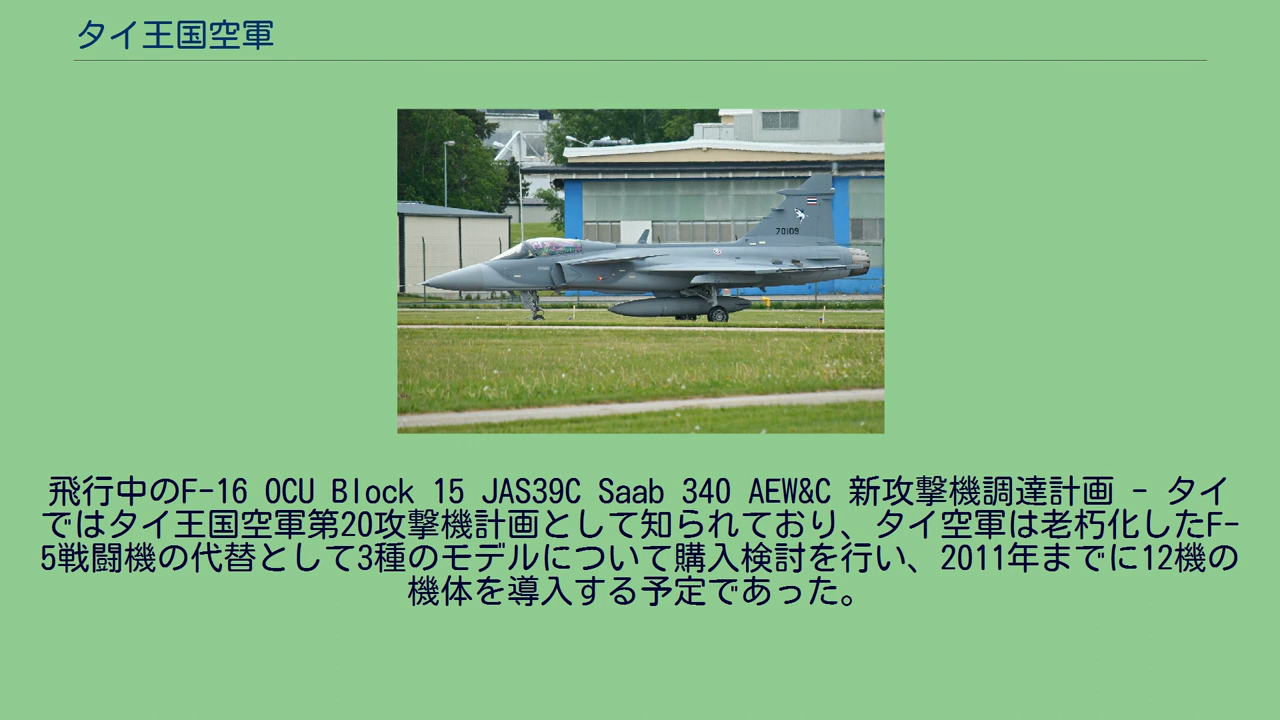 タイ王国空軍
70109
飛行中のF-16 OCU Block 15 JAS39C Saab 340 AEW&C 新攻撃機調達計画 - タイ
ではタイ王国空軍第20攻撃機計画として知られており、タイ空軍は老朽化したF-
5戦闘機の代替として3種のモデルについて購入検討を行い、2011年までに12機の
機体を導入する予定であった。